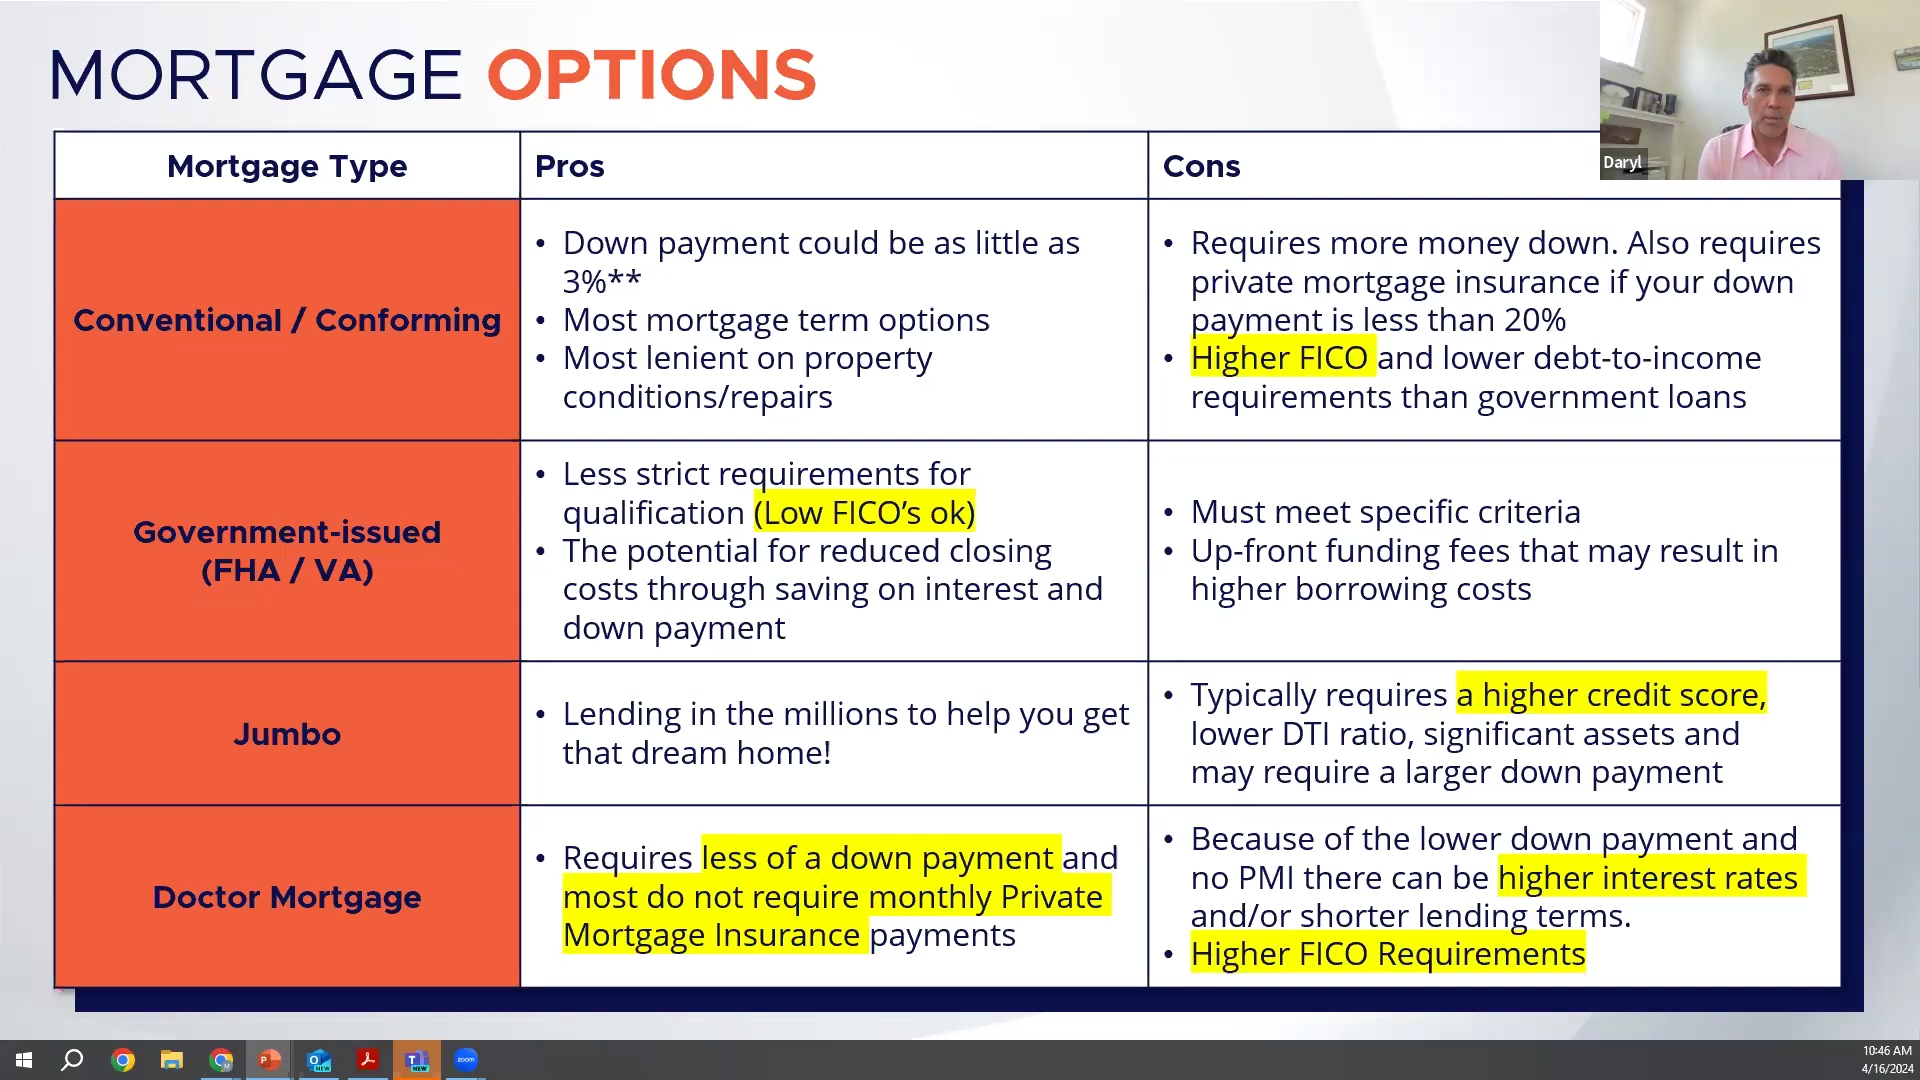 MORTGAGE OPTIONS
Daryl
Mortgage Type
Pros
Cons
Conventional / Conforming
• Down payment could be as little as
3%**
• Most mortgage term options
• Most lenient on property
conditions/repairs
• Requires more money down. Also requires
private mortgage insurance if your down
payment is less than 20%
• Higher FICO and lower debt-to-income
requirements than government loans
Government-issued
(FHA / VA)
• Less strict requirements for
qualification (Low FICO’s ok)
• The potential for reduced closing
costs through saving on interest and
down payment
• Must meet specific criteria
• Up-front funding fees that may result in
higher borrowing costs
Jumbo
• Lending in the millions to help you get
that dream home!
• Typically requires a higher credit score,
lower DTI ratio, significant assets and
may require a larger down payment
Doctor Mortgage
• Requires less of a down payment and
most do not require monthly Private
Mortgage Insurance payments
• Because of the lower down payment and
no PMI there can be higher interest rates
and/or shorter lending terms.
• Higher FICO Requirements
P
O
NEW
T
NEW
zoom
10:46 AM
4/16/2024